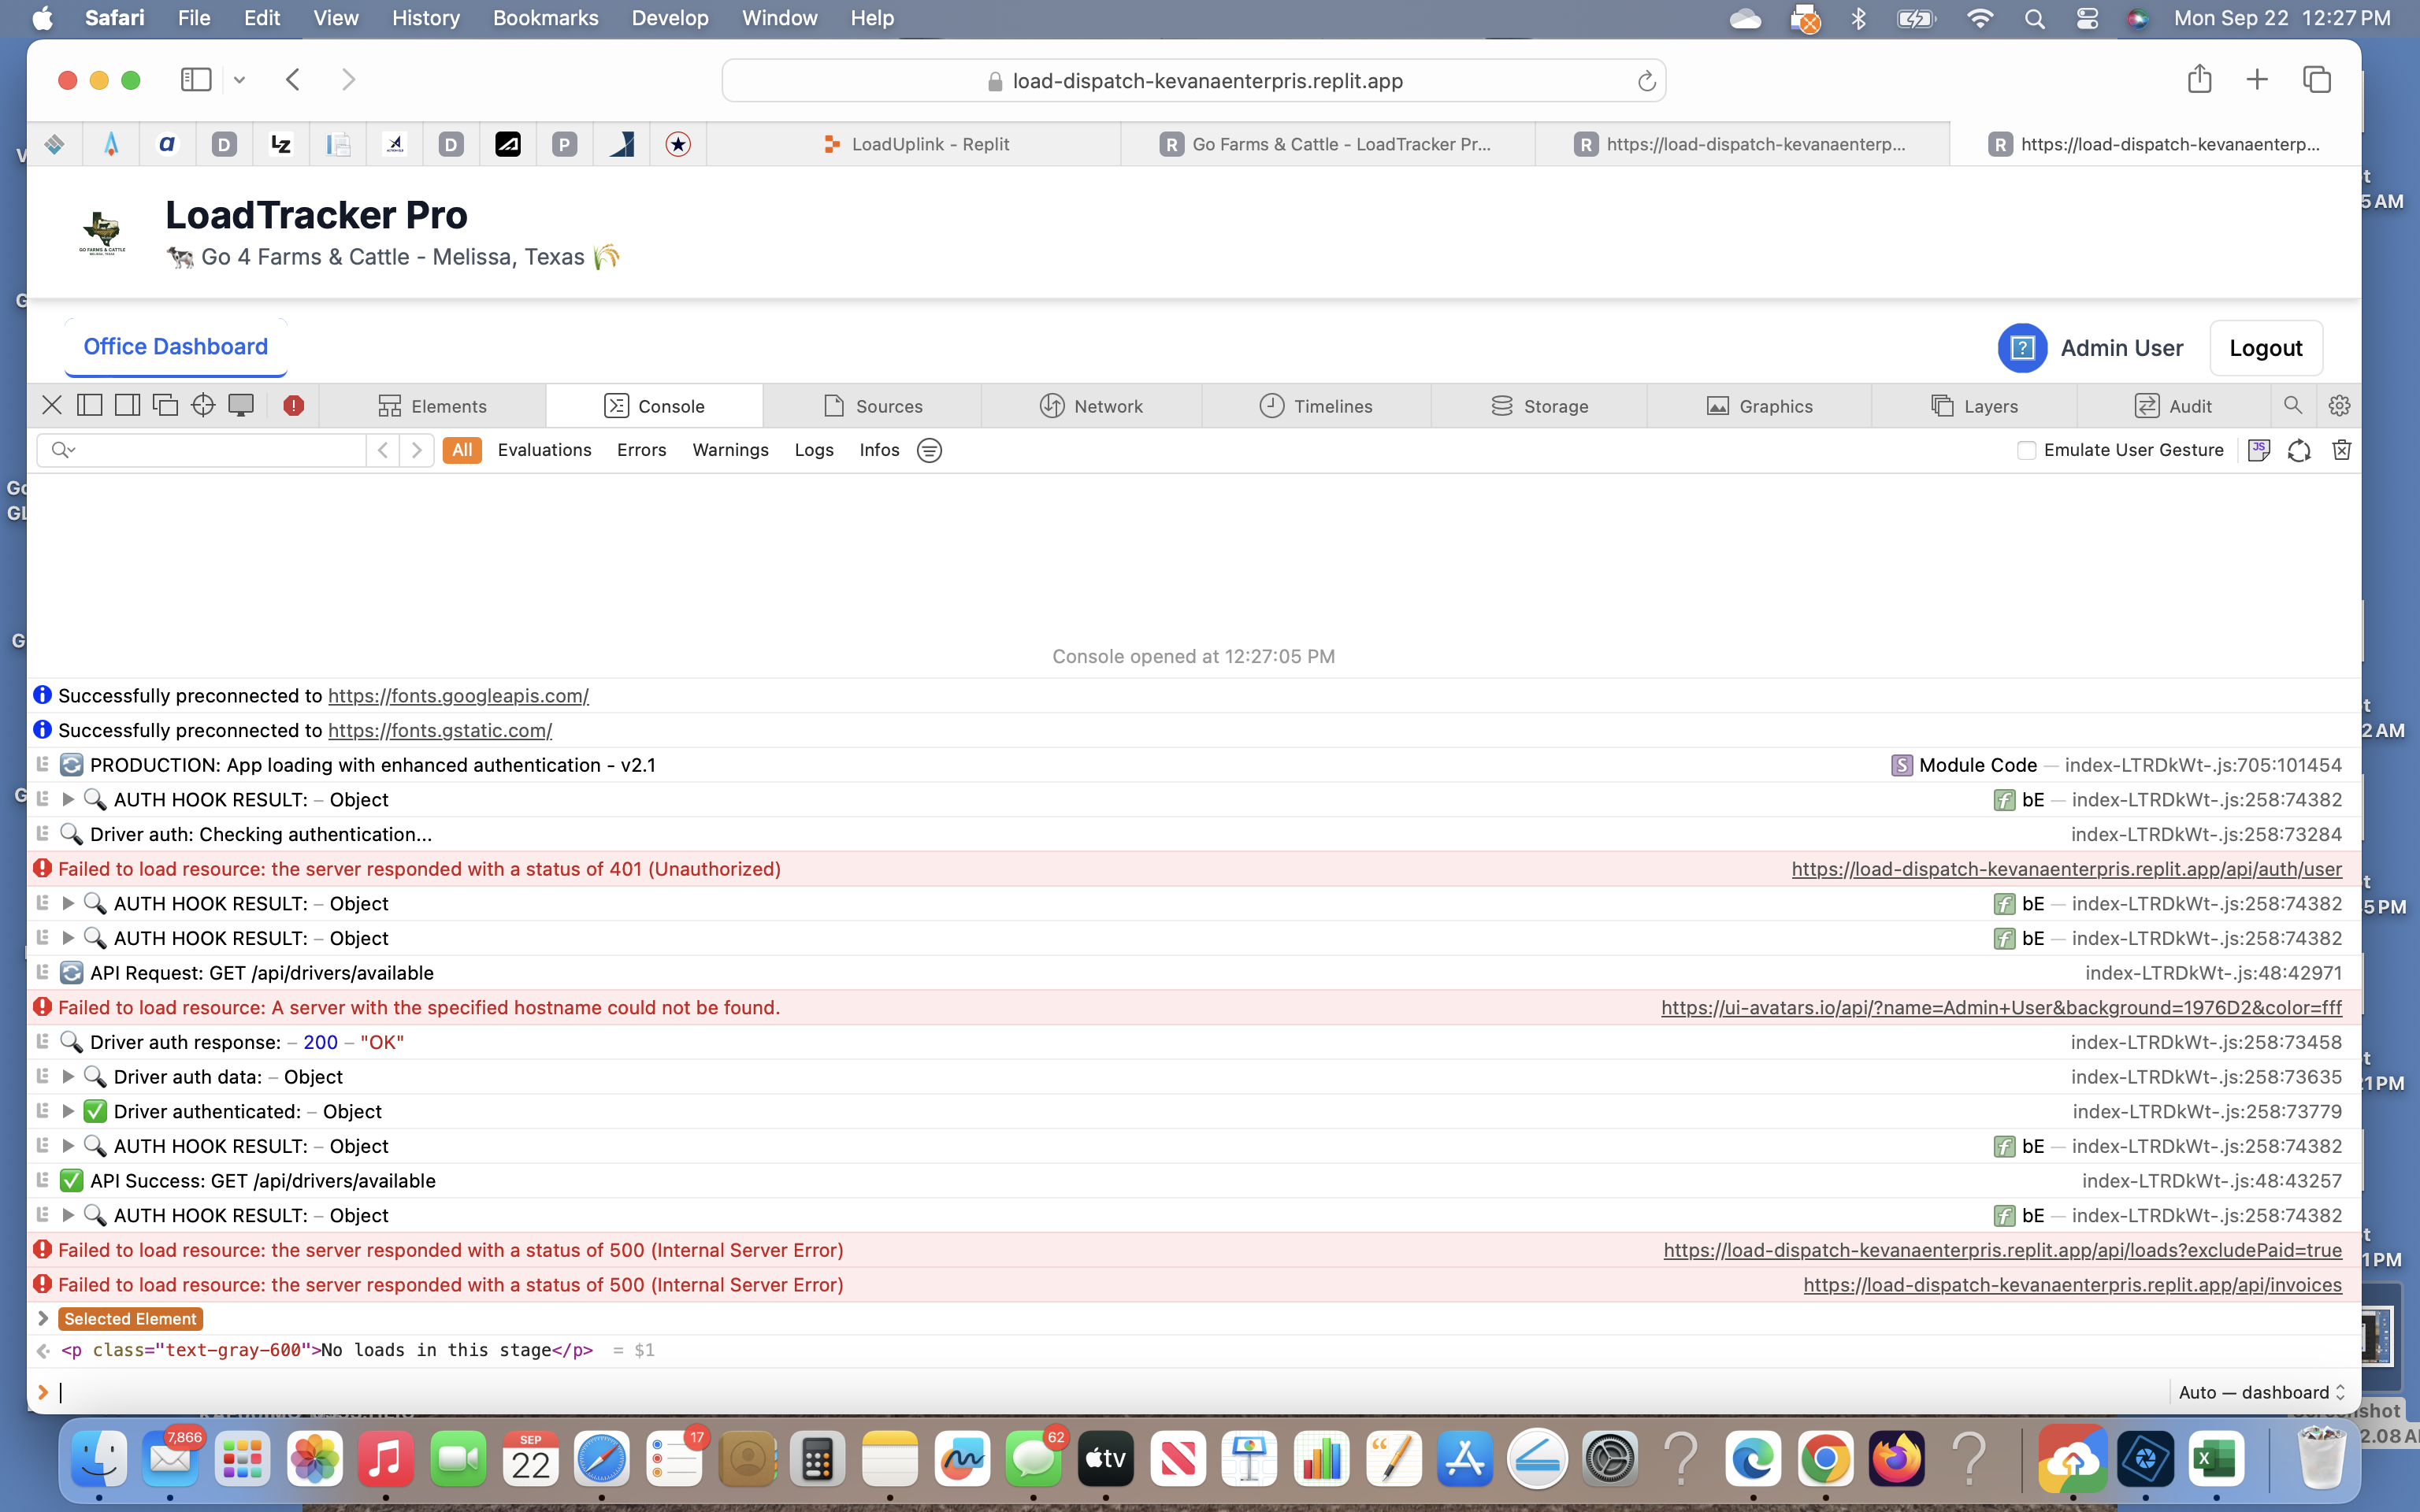 Safari File Edit View History Bookmarks Develop Window Help Mon Sep 22 12:27 PM
load-dispatch-kevanaenterpris.replit.app
a D LZ D P LoadUplink - Replit R Go Farms & Cattle - LoadTracker Pr... R https://load-dispatch-kevanaenterp... R https://load-dispatch-kevanaenterp...
LoadTracker Pro
GO FARMS & CATTLE
MELISSA, TEXAS
🐄 Go 4 Farms & Cattle - Melissa, Texas 🌾
Office Dashboard ? Admin User Logout
Elements Console Sources Network Timelines Storage Graphics Layers Audit
All Evaluations Errors Warnings Logs Infos Emulate User Gesture JS
Console opened at 12:27:05 PM
Successfully preconnected to https://fonts.googleapis.com/
Successfully preconnected to https://fonts.gstatic.com/
🔄 PRODUCTION: App loading with enhanced authentication - v2.1 S Module Code — index-LTRDkWt-.js:705:101454
🔍 AUTH HOOK RESULT: – Object f bE — index-LTRDkWt-.js:258:74382
🔍 Driver auth: Checking authentication... index-LTRDkWt-.js:258:73284
Failed to load resource: the server responded with a status of 401 (Unauthorized) https://load-dispatch-kevanaenterpris.replit.app/api/auth/user
🔍 AUTH HOOK RESULT: – Object f bE — index-LTRDkWt-.js:258:74382
🔍 AUTH HOOK RESULT: – Object f bE — index-LTRDkWt-.js:258:74382
🔄 API Request: GET /api/drivers/available index-LTRDkWt-.js:48:42971
Failed to load resource: A server with the specified hostname could not be found. https://ui-avatars.io/api/?name=Admin+User&background=1976D2&color=fff
🔍 Driver auth response: – 200 – "OK" index-LTRDkWt-.js:258:73458
🔍 Driver auth data: – Object index-LTRDkWt-.js:258:73635
✅ Driver authenticated: – Object index-LTRDkWt-.js:258:73779
🔍 AUTH HOOK RESULT: – Object f bE — index-LTRDkWt-.js:258:74382
✅ API Success: GET /api/drivers/available index-LTRDkWt-.js:48:43257
🔍 AUTH HOOK RESULT: – Object f bE — index-LTRDkWt-.js:258:74382
Failed to load resource: the server responded with a status of 500 (Internal Server Error) https://load-dispatch-kevanaenterpris.replit.app/api/loads?excludePaid=true
Failed to load resource: the server responded with a status of 500 (Internal Server Error) https://load-dispatch-kevanaenterpris.replit.app/api/invoices
Selected Element
<p class="text-gray-600">No loads in this stage</p> = $1
Auto — dashboard
7,866 SEP 22 17 62 tv